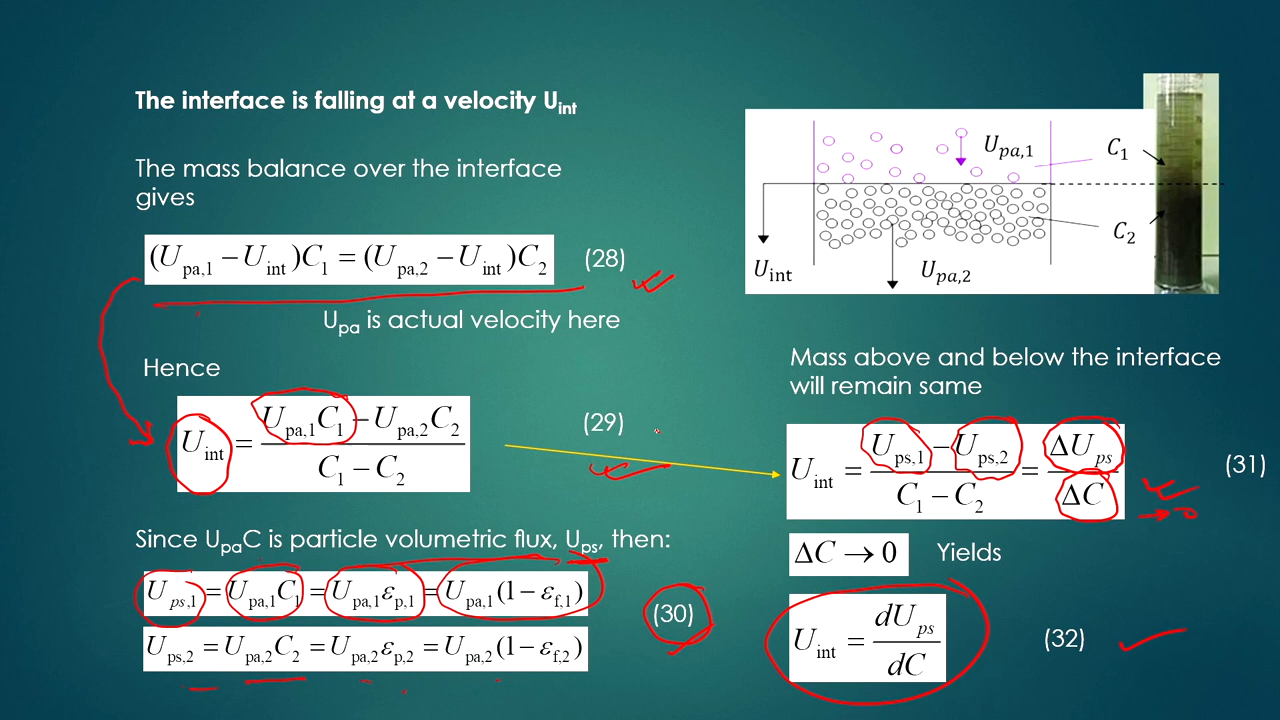 The interface is falling at a velocity U_int
The mass balance over the interface
gives
(U_pa,1 − U_int)C_1 = (U_pa,2 − U_int)C_2 (28)
U_pa is actual velocity here
Hence
U_int = (U_pa,1 C_1 − U_pa,2 C_2) / (C_1 − C_2) (29)
Since U_paC is particle volumetric flux, U_ps, then:
U_ps,1 = U_pa,1 C_1 = U_pa,1 ε_p,1 = U_pa,1 (1 − ε_f,1)
(30)
U_ps,2 = U_pa,2 C_2 = U_pa,2 ε_p,2 = U_pa,2 (1 − ε_f,2)
U_pa,1
C_1
C_2
U_int
U_pa,2
Mass above and below the interface
will remain same
U_int = (U_ps,1 − U_ps,2) / (C_1 − C_2) = ΔU_ps / ΔC (31)
→ 0
ΔC → 0 Yields
U_int = dU_ps / dC (32)